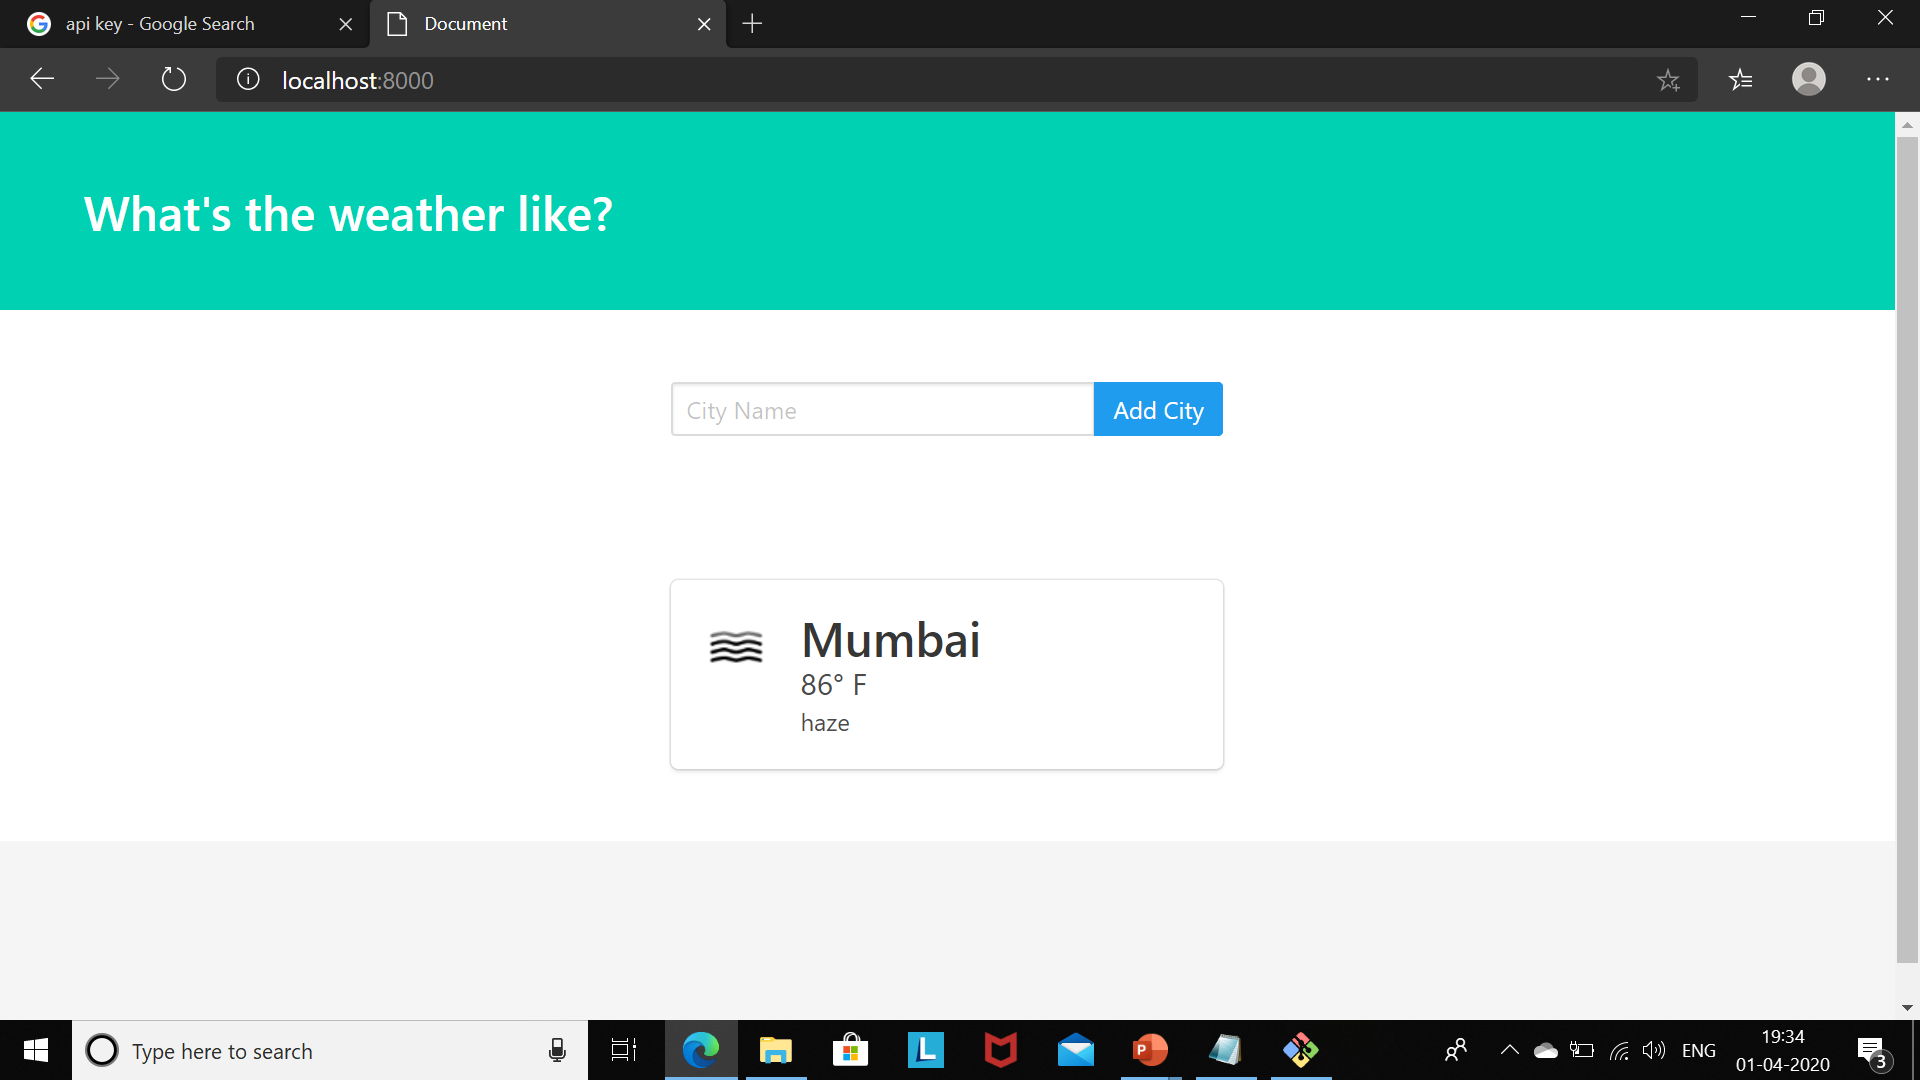 api key - Google Search
Document
localhost:8000
What's the weather like?
City Name
Add City
Mumbai
86° F
haze
Type here to search
L
P
ENG
19:34
01-04-2020
3